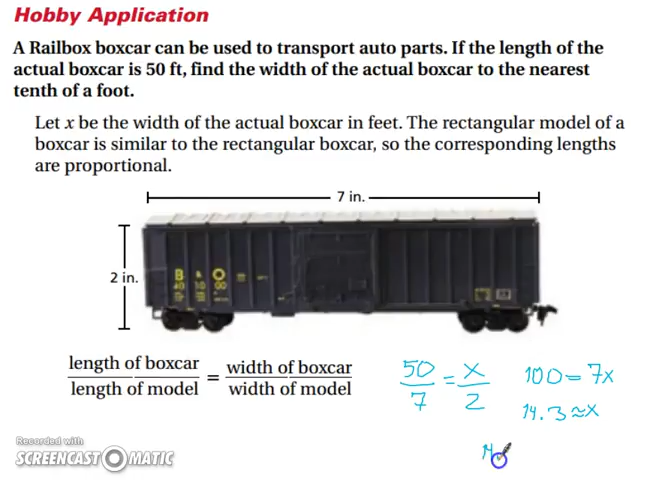 Hobby Application
A Railbox boxcar can be used to transport auto parts. If the length of the
actual boxcar is 50 ft, find the width of the actual boxcar to the nearest
tenth of a foot.
Let x be the width of the actual boxcar in feet. The rectangular model of a
boxcar is similar to the rectangular boxcar, so the corresponding lengths
are proportional.
7 in.
2 in.
B & O
length of boxcar / length of model = width of boxcar / width of model
50/7 = x/2
100 = 7x
14.3 ≈ x
Recorded with
SCREENCAST-O-MATIC